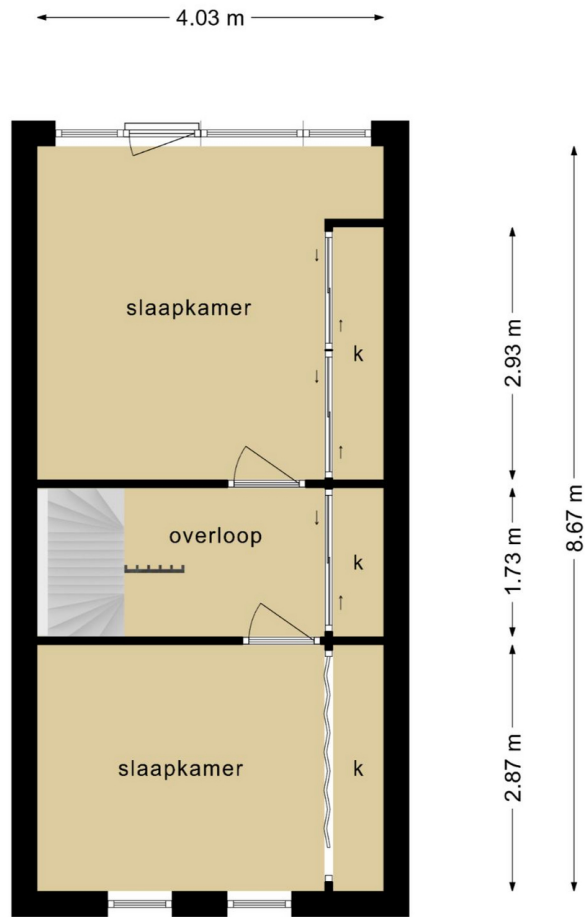 4.03 m
slaapkamer
k
2.93 m
overloop
k
1.73 m
8.67 m
slaapkamer
k
2.87 m